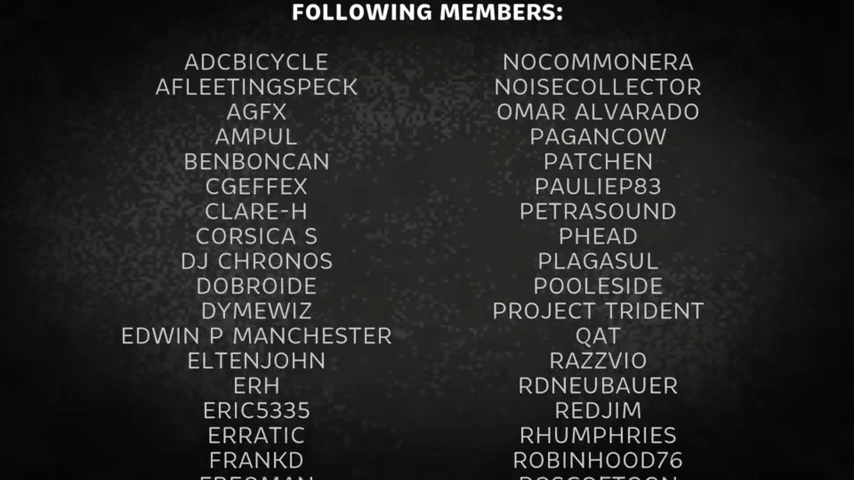 FOLLOWING MEMBERS:
ADCBICYCLE
AFLEETINGSPECK
AGFX
AMPUL
BENBONCAN
CGEFFEX
CLARE-H
CORSICA S
DJ CHRONOS
DOBROIDE
DYMEWIZ
EDWIN P MANCHESTER
ELTENJOHN
ERH
ERIC5335
ERRATIC
FRANKD
NOCOMMONERA
NOISECOLLECTOR
OMAR ALVARADO
PAGANCOW
PATCHEN
PAULIEP83
PETRASOUND
PHEAD
PLAGASUL
POOLESIDE
PROJECT TRIDENT
QAT
RAZZVIO
RDNEUBAUER
REDJIM
RHUMPHRIES
ROBINHOOD76